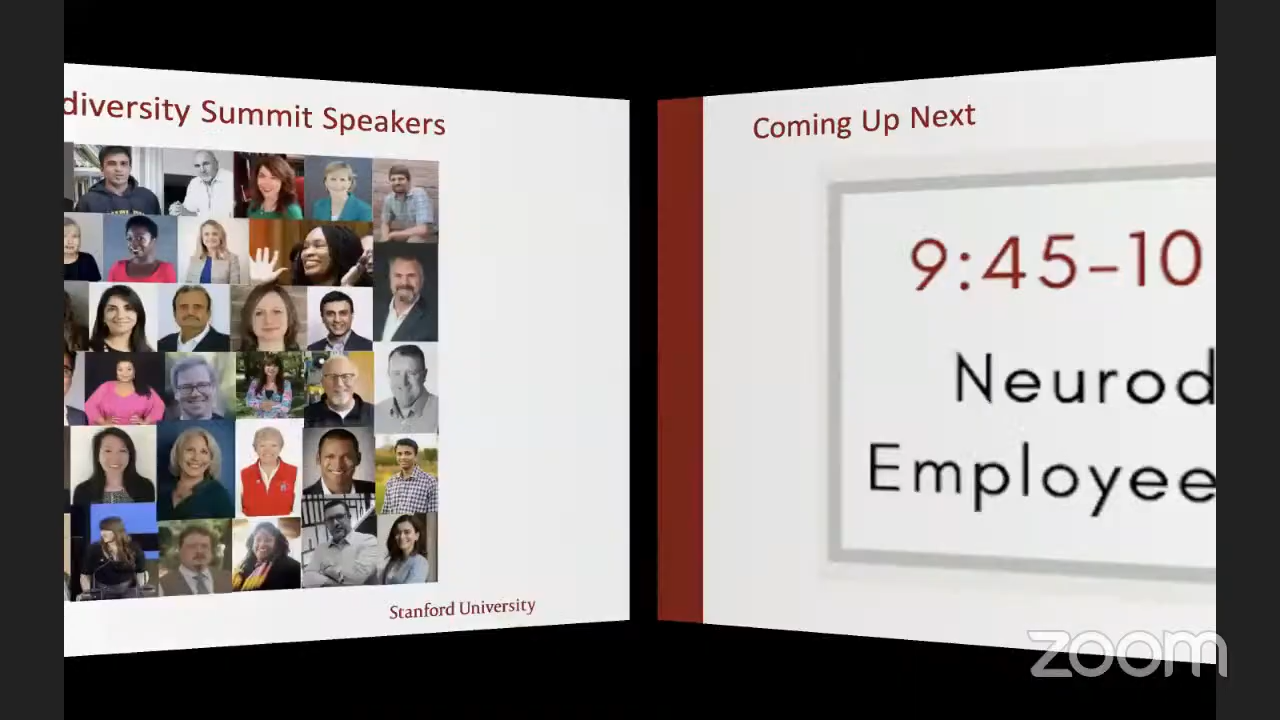 diversity Summit Speakers
Stanford University
Coming Up Next
9:45–10
Neurod
Employee
zoom